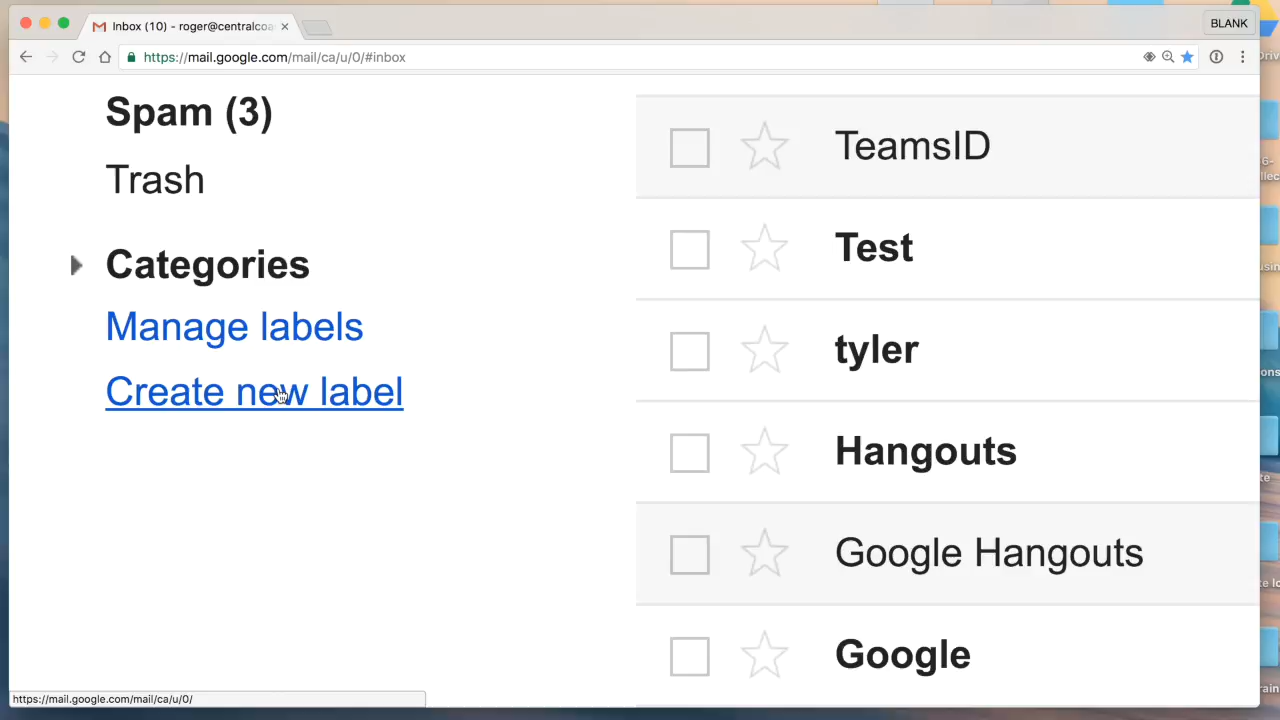 Inbox (10) - roger@centralcoa
BLANK
https://mail.google.com/mail/ca/u/0/#inbox
Spam (3)
Trash
Categories
Manage labels
Create new label
TeamsID
Test
tyler
Hangouts
Google Hangouts
Google
https://mail.google.com/mail/ca/u/0/